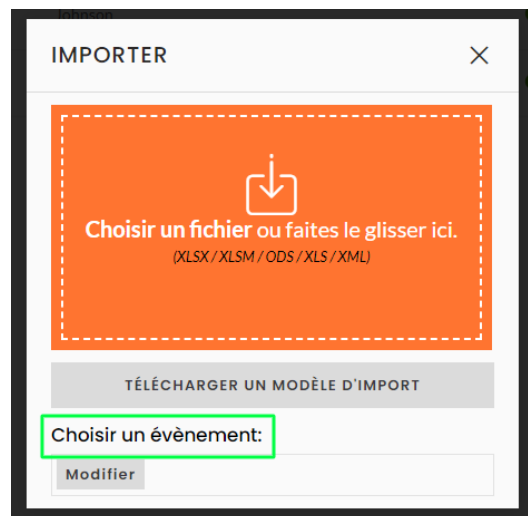 johnson
IMPORTER
Choisir un fichier ou faites le glisser ici.
(XLSX / XLSM / ODS / XLS / XML)
TÉLÉCHARGER UN MODÈLE D'IMPORT
Choisir un évènement:
Modifier